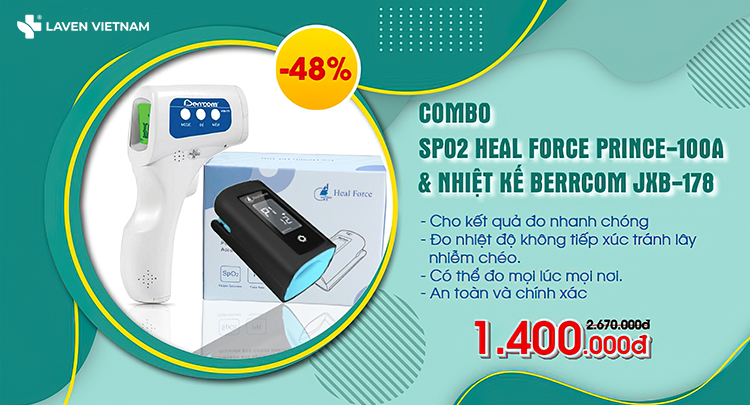 LAVEN VIETNAM
-48%
Berrcom
MODE
Heal Force
SpO₂
COMBO
SPO2 HEAL FORCE PRINCE-100A
& NHIỆT KẾ BERRCOM JXB-178
- Cho kết quả đo nhanh chóng
- Đo nhiệt độ không tiếp xúc tránh lây
nhiễm chéo.
- Có thể đo mọi lúc mọi nơi.
- An toàn và chính xác
2.670.000đ
1.400.000đ